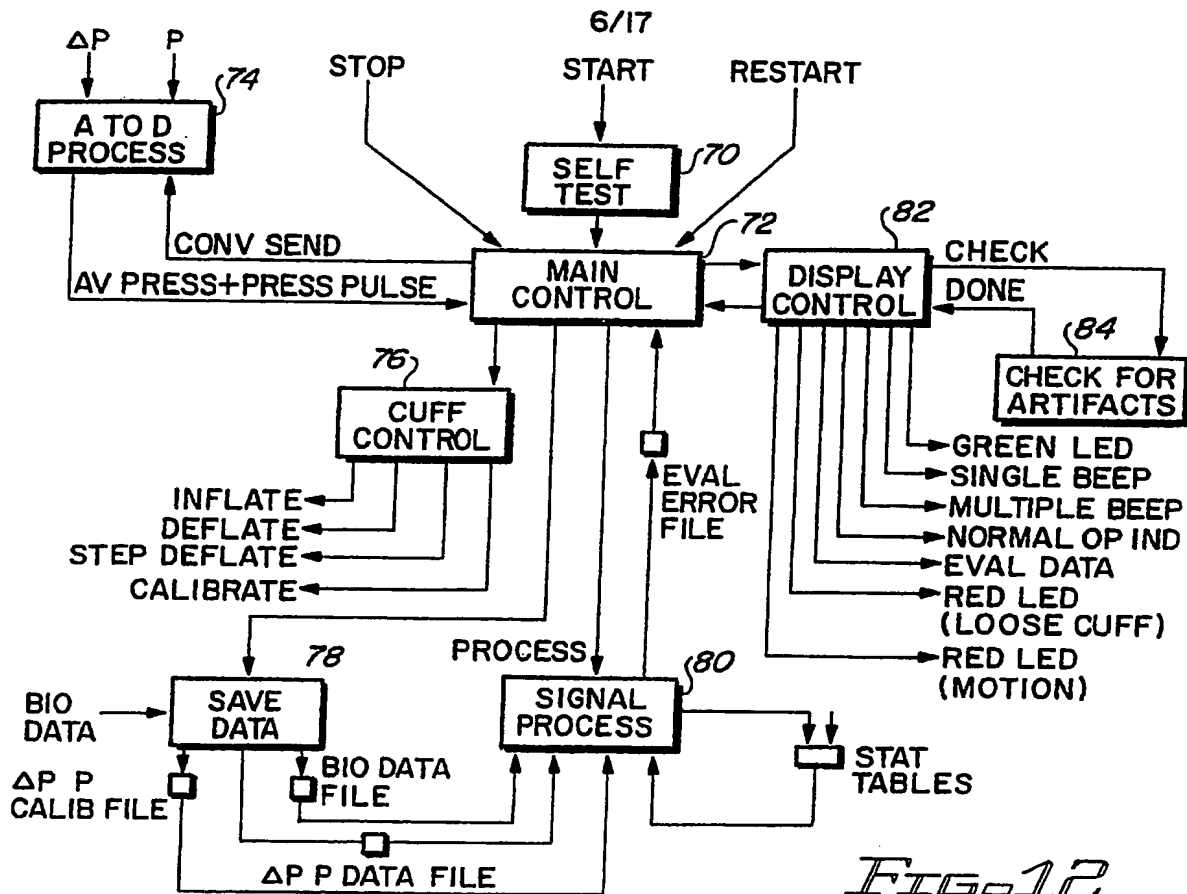 6/17
ΔP
P
STOP
START
RESTART
74
A TO D
PROCESS
70
SELF
TEST
72
82
CONV SEND
MAIN
CONTROL
DISPLAY
CONTROL
CHECK
DONE
AV PRESS+PRESS PULSE
84
CHECK FOR
ARTIFACTS
76
CUFF
CONTROL
GREEN LED
SINGLE BEEP
MULTIPLE BEEP
NORMAL OP IND
EVAL DATA
RED LED
(LOOSE CUFF)
RED LED
(MOTION)
EVAL
ERROR
FILE
INFLATE
DEFLATE
STEP DEFLATE
CALIBRATE
78
PROCESS
80
BIO
DATA
SAVE
DATA
SIGNAL
PROCESS
STAT
TABLES
ΔP P
CALIB FILE
BIO DATA
FILE
ΔP P DATA FILE
FIG-12